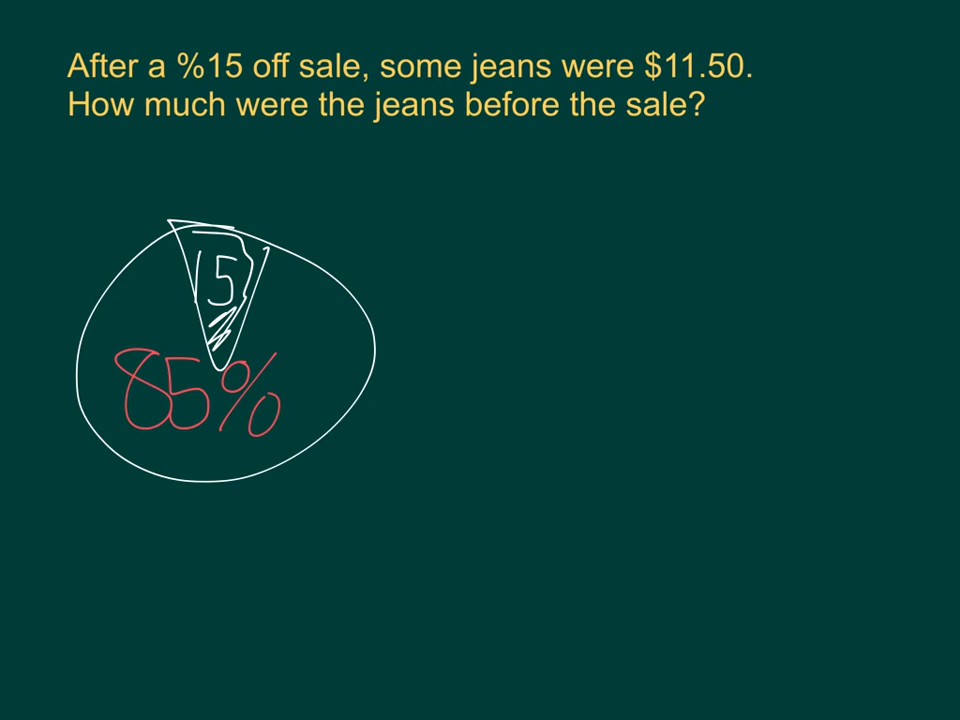 After a %15 off sale, some jeans were $11.50.
How much were the jeans before the sale?
15
85%